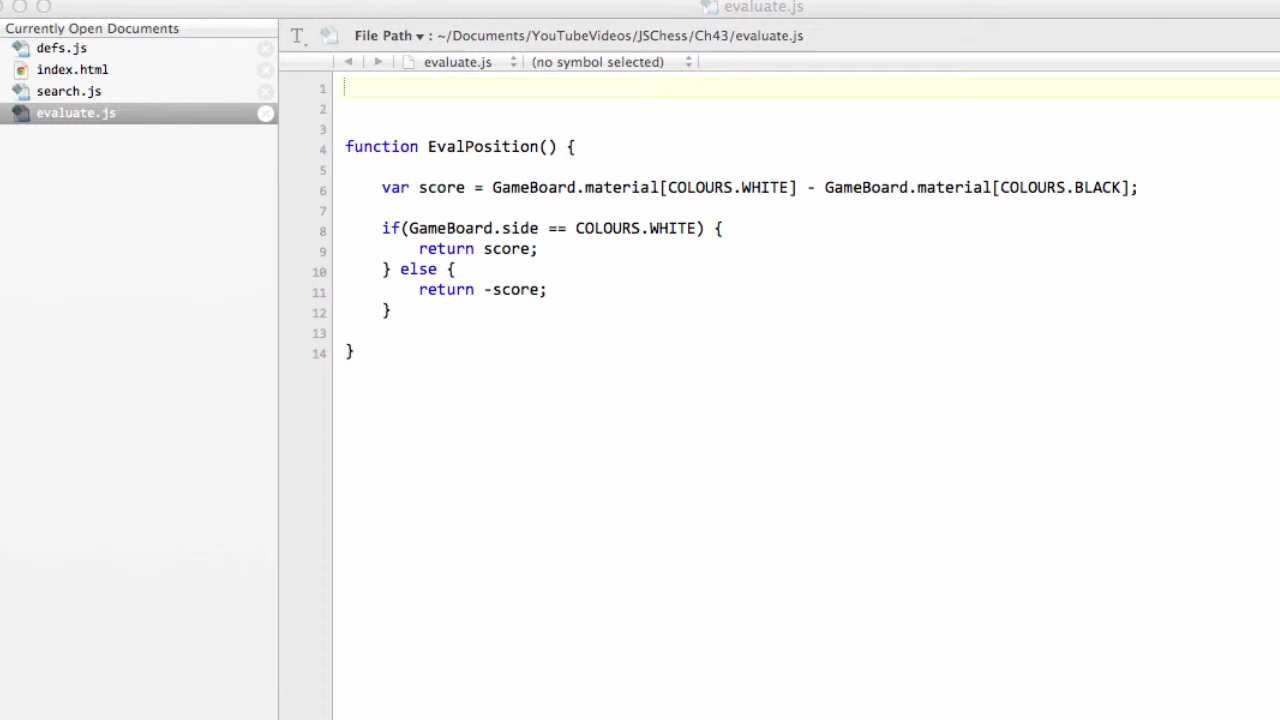 evaluate.js
Currently Open Documents
defs.js
index.html
search.js
evaluate.js
T File Path ▾ : ~/Documents/YouTubeVideos/JSChess/Ch43/evaluate.js
evaluate.js (no symbol selected)
1
2
3
4 function EvalPosition() {
5
6 var score = GameBoard.material[COLOURS.WHITE] - GameBoard.material[COLOURS.BLACK];
7
8 if(GameBoard.side == COLOURS.WHITE) {
9 return score;
10 } else {
11 return -score;
12 }
13
14 }